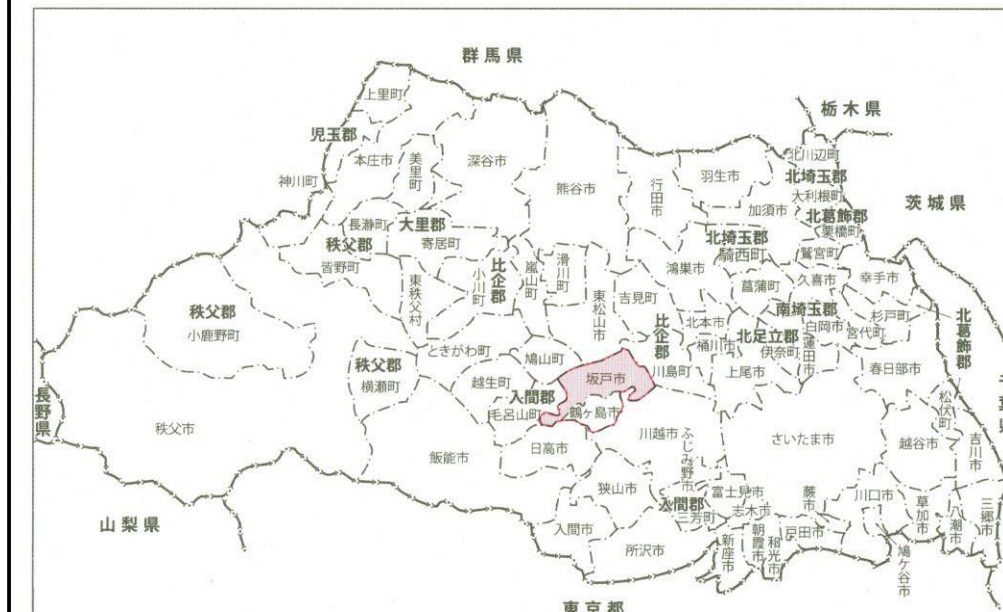 群馬県
栃木県
上里町
児玉郡
本庄市
美里町
深谷市
神川町
熊谷市
行田市
羽生市
北川辺町
北埼玉郡
大利根町
加須市
茨城県
長瀞町
大里郡
寄居町
秩父郡
皆野町
北葛飾郡
栗橋町
北埼玉郡
騎西町
鷲宮町
東秩父村
小川町
比企郡
嵐山町
滑川町
東松山市
吉見町
鴻巣市
菖蒲町
久喜市
幸手市
秩父郡
小鹿野町
南埼玉郡
白岡市
杉戸町
宮代町
北葛飾郡
比企郡
北本市
桶川市
北足立郡
伊奈町
蓮田市
ときがわ町
鳩山町
川島町
上尾市
春日部市
秩父郡
横瀬町
越生町
坂戸市
入間郡
毛呂山町
鶴ヶ島市
松伏町
長野県
秩父市
飯能市
日高市
川越市
ふじみ野市
さいたま市
越谷市
吉川市
狭山市
入間郡
三芳町
富士見市
志木市
蕨市
川口市
草加市
八潮市
三郷市
山梨県
入間市
所沢市
新座市
朝霞市
和光市
戸田市
鳩ケ谷市
東京都